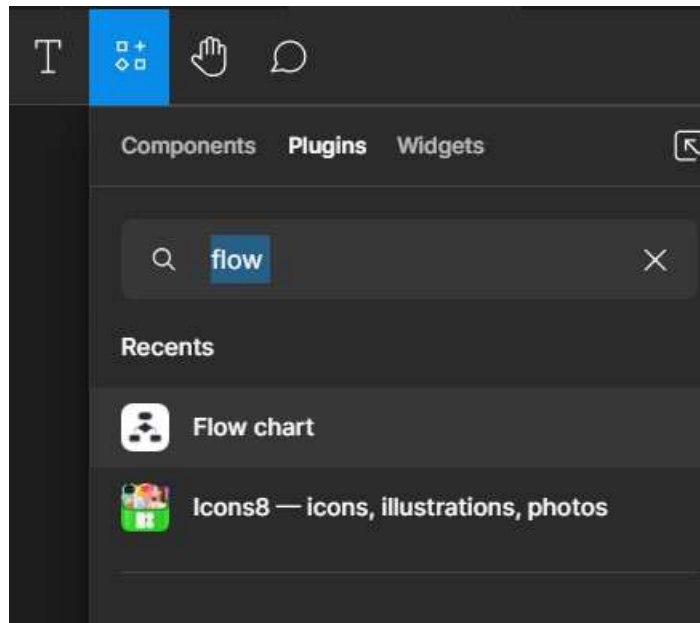 T
Components Plugins Widgets
flow
Recents
Flow chart
Icons8 — icons, illustrations, photos